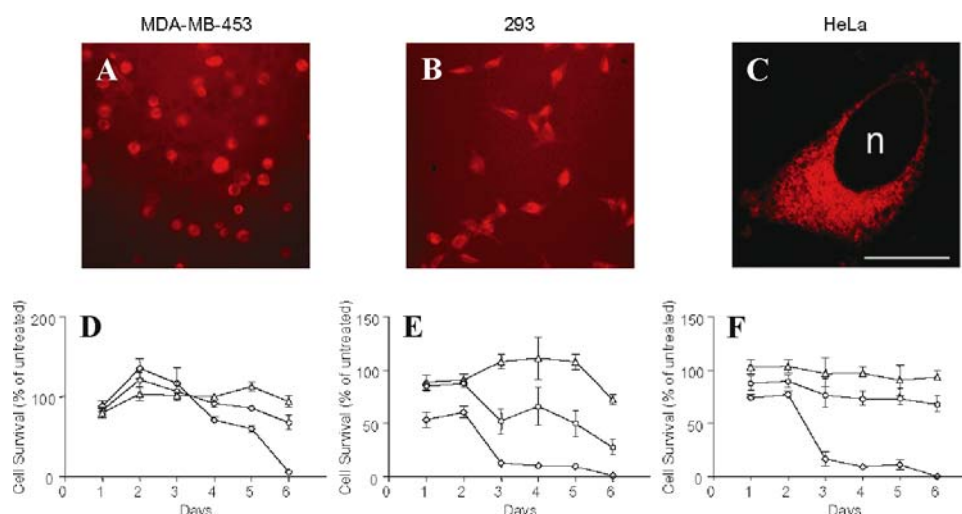 MDA-MB-453 293 HeLa
A B C
n
D E F
Cell Survival (% of untreated) Cell Survival (% of untreated) Cell Survival (% of untreated)
200 150 150
100 100 100
50 50
0 0 0
0 1 2 3 4 5 6 0 1 2 3 4 5 6 0 1 2 3 4 5 6
Days Days Days